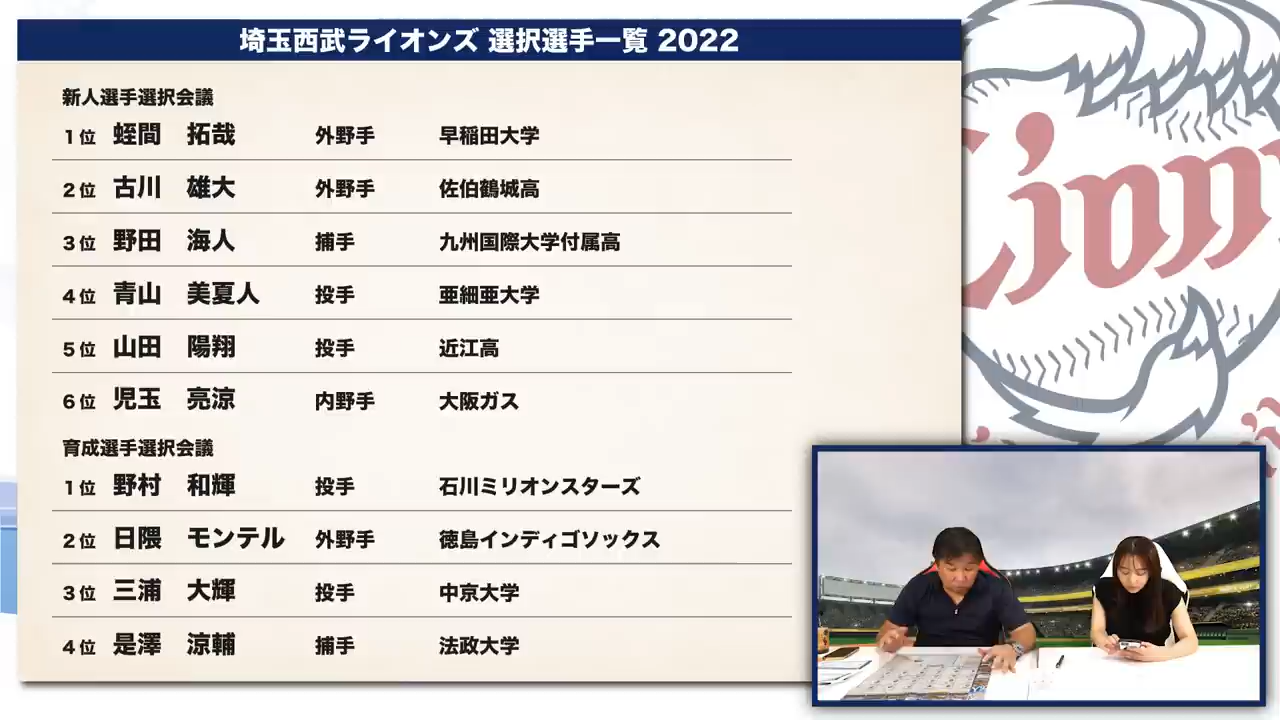 埼玉西武ライオンズ 選択選手一覧 2022
新人選手選択会議
1位 蛭間 拓哉 外野手 早稲田大学
2位 古川 雄大 外野手 佐伯鶴城高
3位 野田 海人 捕手 九州国際大学付属高
4位 青山 美夏人 投手 亜細亜大学
5位 山田 陽翔 投手 近江高
6位 児玉 亮涼 内野手 大阪ガス
育成選手選択会議
1位 野村 和輝 投手 石川ミリオンスターズ
2位 日隈 モンテル 外野手 徳島インディゴソックス
3位 三浦 大輝 投手 中京大学
4位 是澤 涼輔 捕手 法政大学
Lions